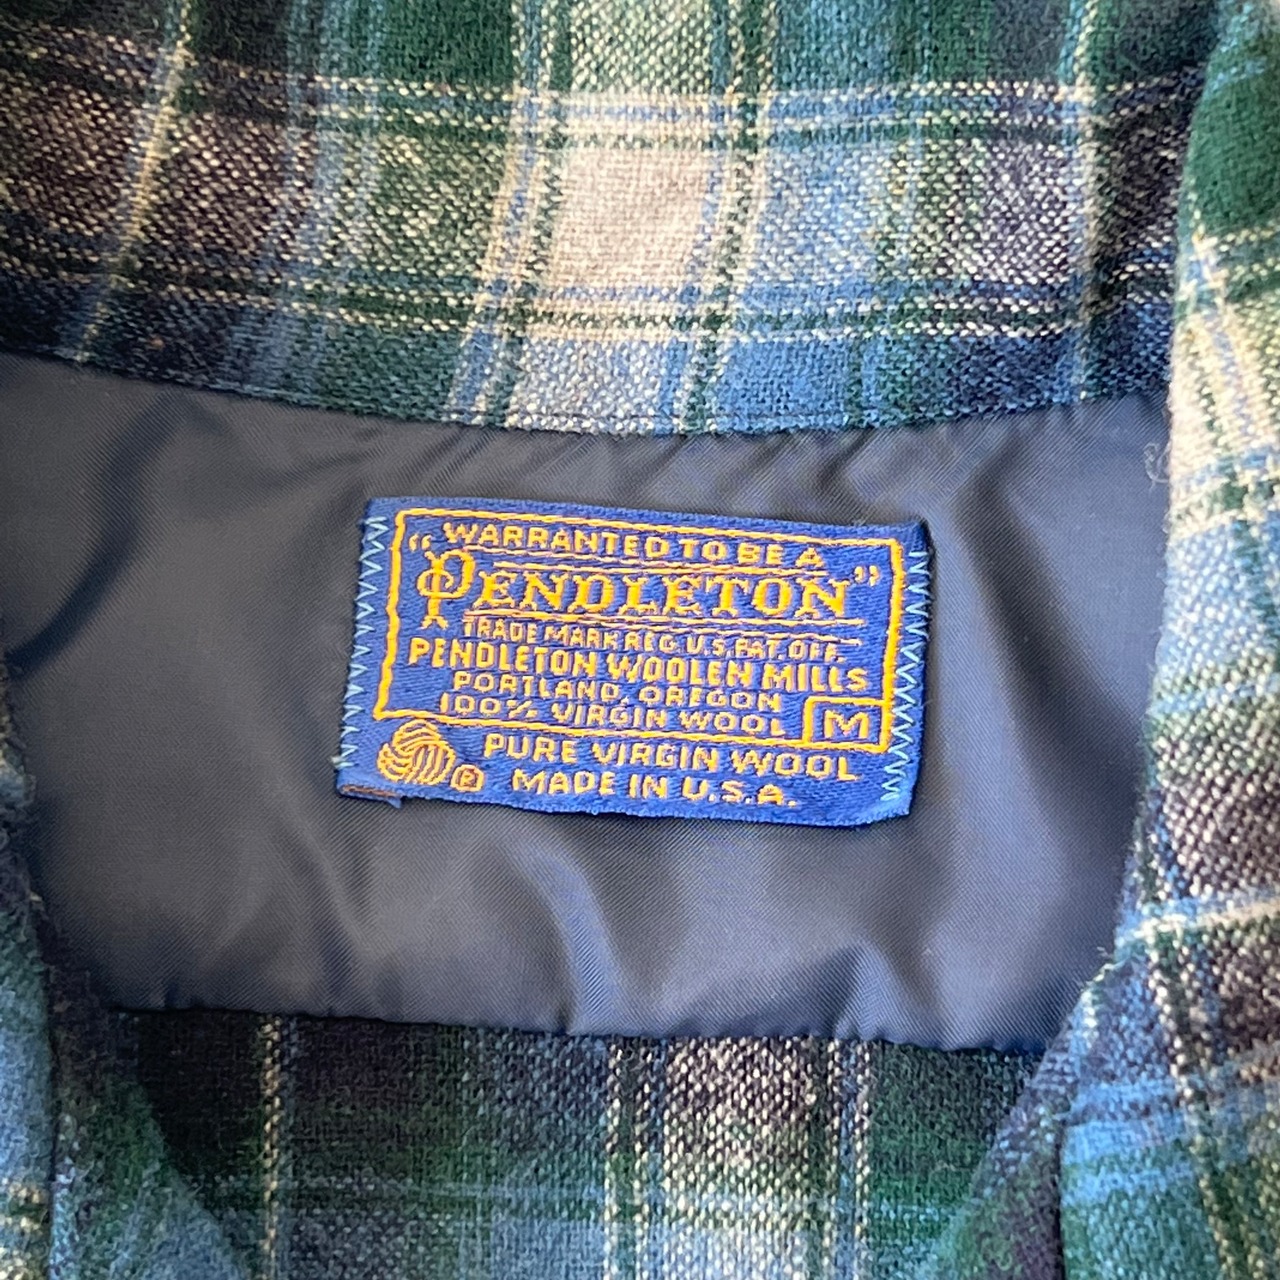 WARRANTED TO BE A
“PENDLETON”
TRADE MARK REG. U.S. PAT. OFF.
PENDLETON WOOLEN MILLS
PORTLAND, OREGON
100% VIRGIN WOOL M
PURE VIRGIN WOOL
® MADE IN U.S.A.